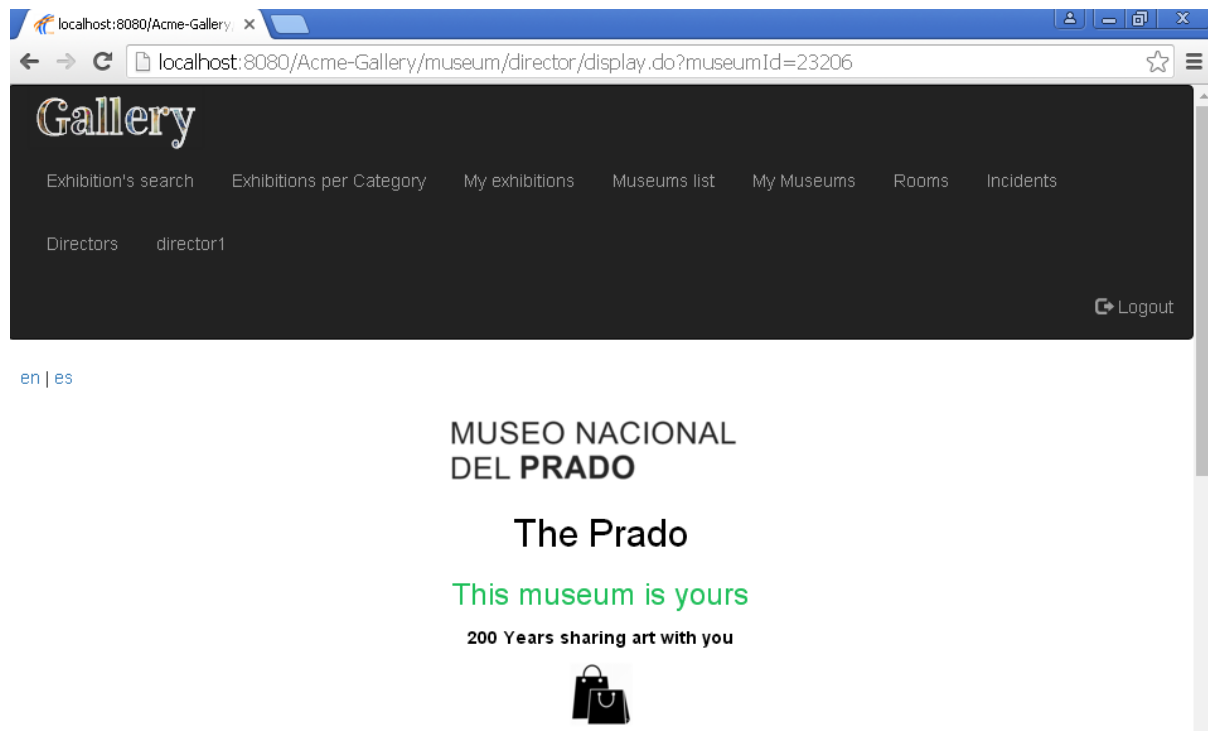 localhost:8080/Acme-Gallery,
localhost:8080/Acme-Gallery/museum/director/display.do?museumId=23206
Gallery
Exhibition's search Exhibitions per Category My exhibitions Museums list My Museums Rooms Incidents
Directors director1
Logout
en | es
MUSEO NACIONAL
DEL PRADO
The Prado
This museum is yours
200 Years sharing art with you